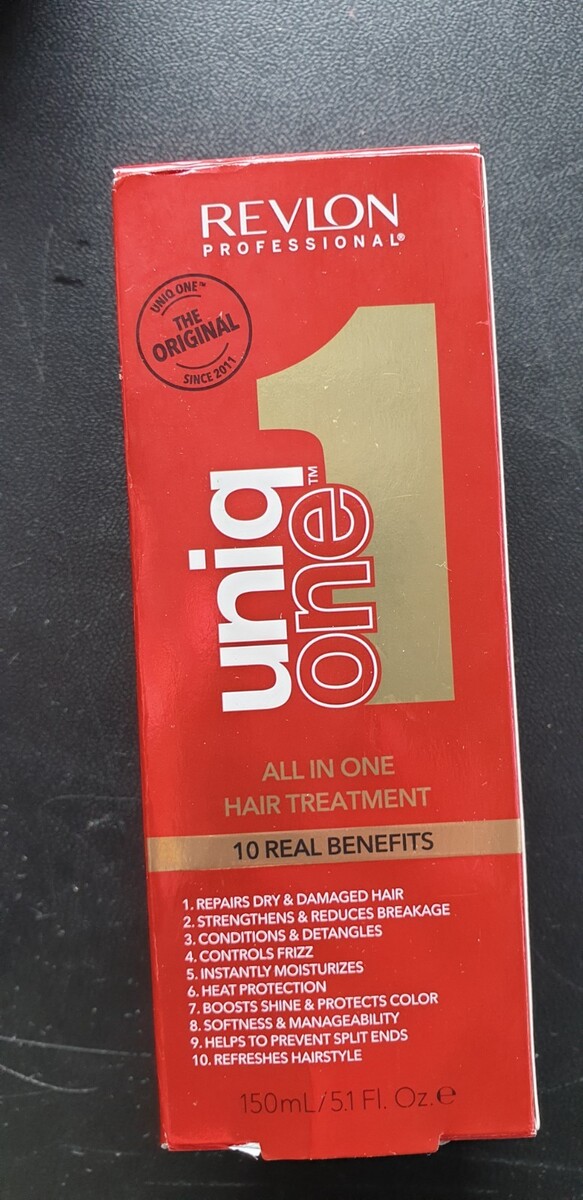 REVLON
PROFESSIONAL®
UNIQ ONE™
THE
ORIGINAL
SINCE 2011
1
uniq
one™
ALL IN ONE
HAIR TREATMENT
10 REAL BENEFITS
1. REPAIRS DRY & DAMAGED HAIR
2. STRENGTHENS & REDUCES BREAKAGE
3. CONDITIONS & DETANGLES
4. CONTROLS FRIZZ
5. INSTANTLY MOISTURIZES
6. HEAT PROTECTION
7. BOOSTS SHINE & PROTECTS COLOR
8. SOFTNESS & MANAGEABILITY
9. HELPS TO PREVENT SPLIT ENDS
10. REFRESHES HAIRSTYLE
150mL/5.1 Fl. Oz.℮